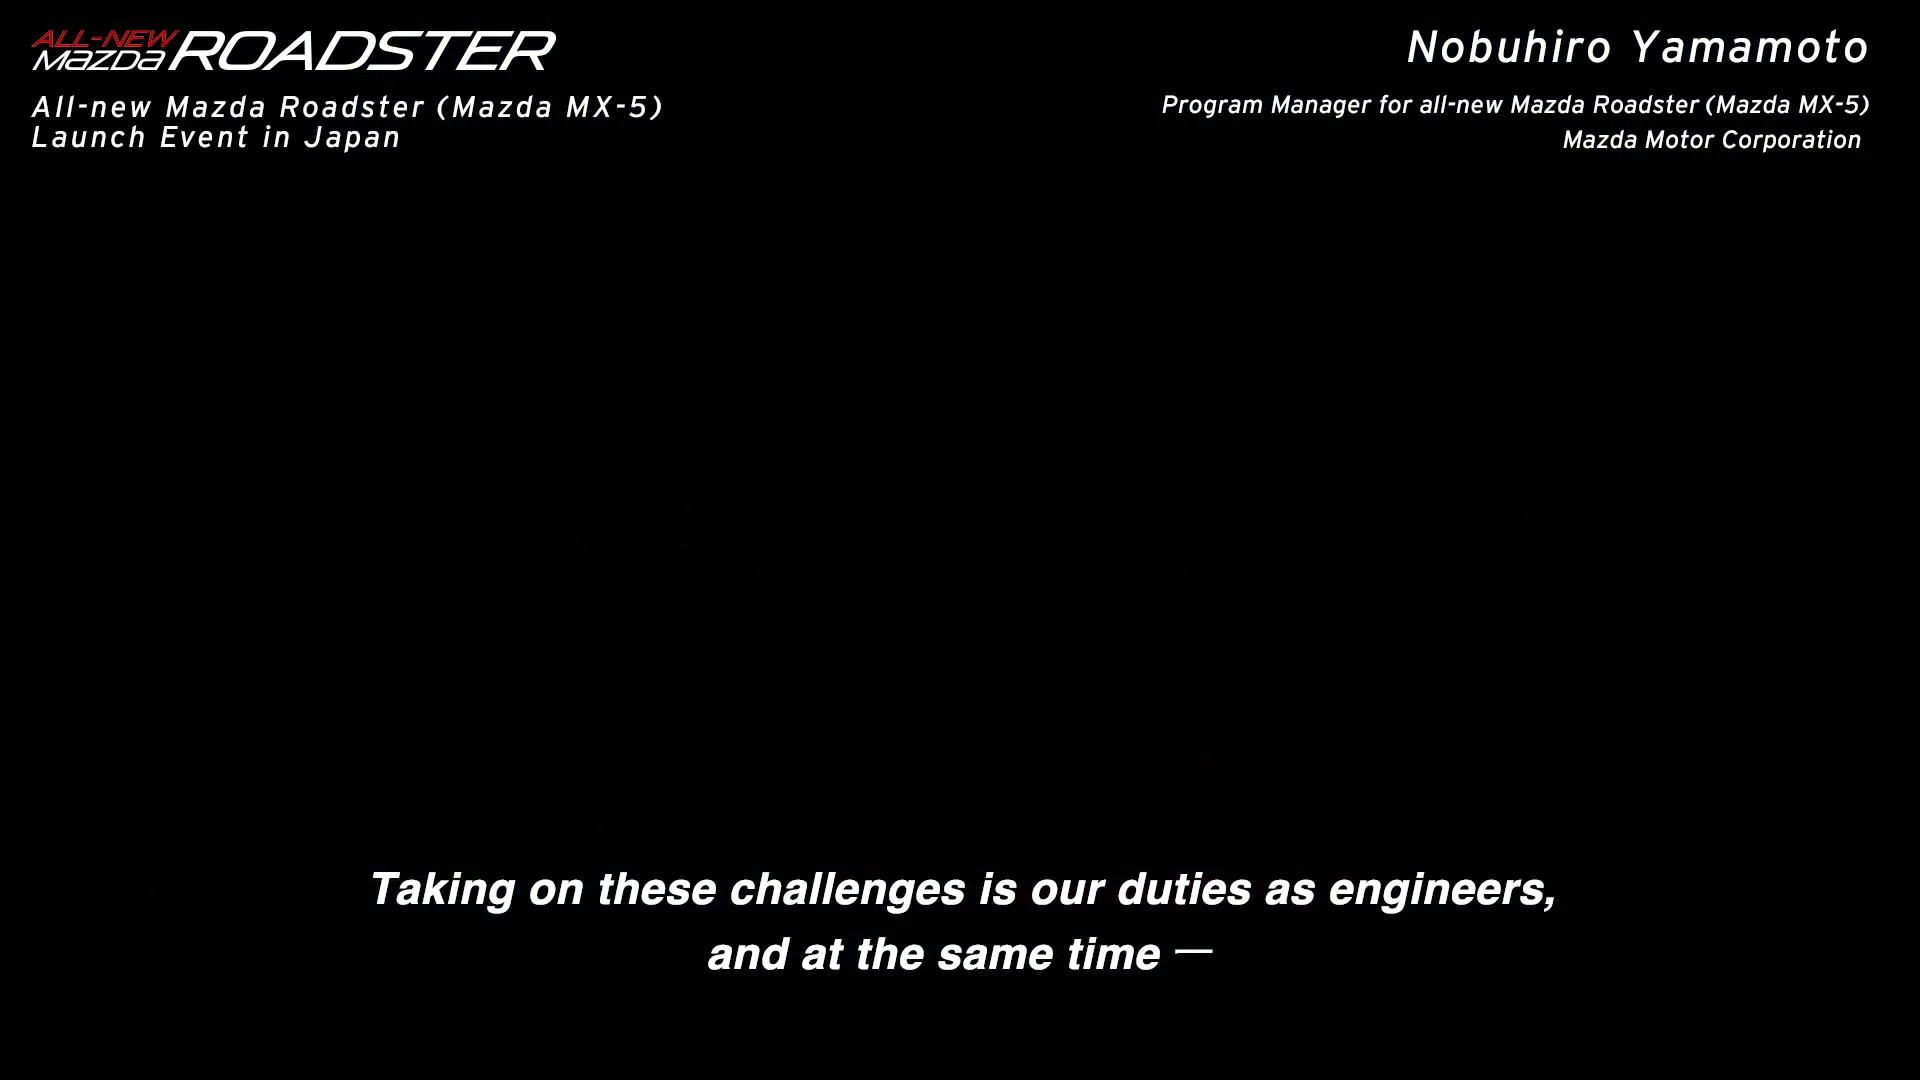 ALL-NEW
mazda ROADSTER
All-new Mazda Roadster (Mazda MX-5)
Launch Event in Japan
Nobuhiro Yamamoto
Program Manager for all-new Mazda Roadster (Mazda MX-5)
Mazda Motor Corporation
Taking on these challenges is our duties as engineers,
and at the same time —